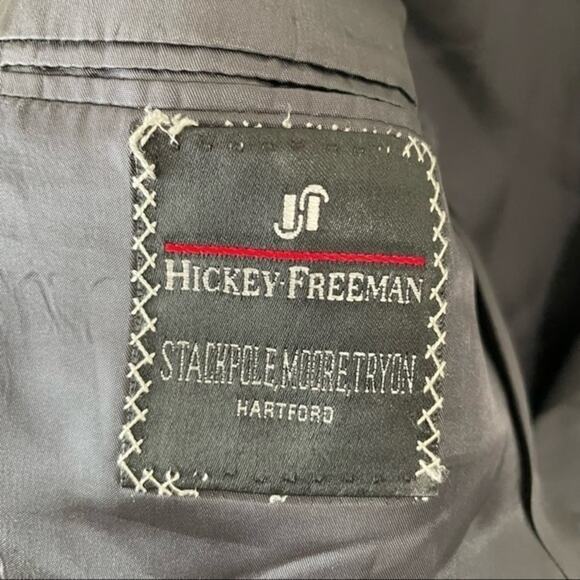 HICKEY-FREEMAN
STACKPOLE, MOORE, TRYON
HARTFORD